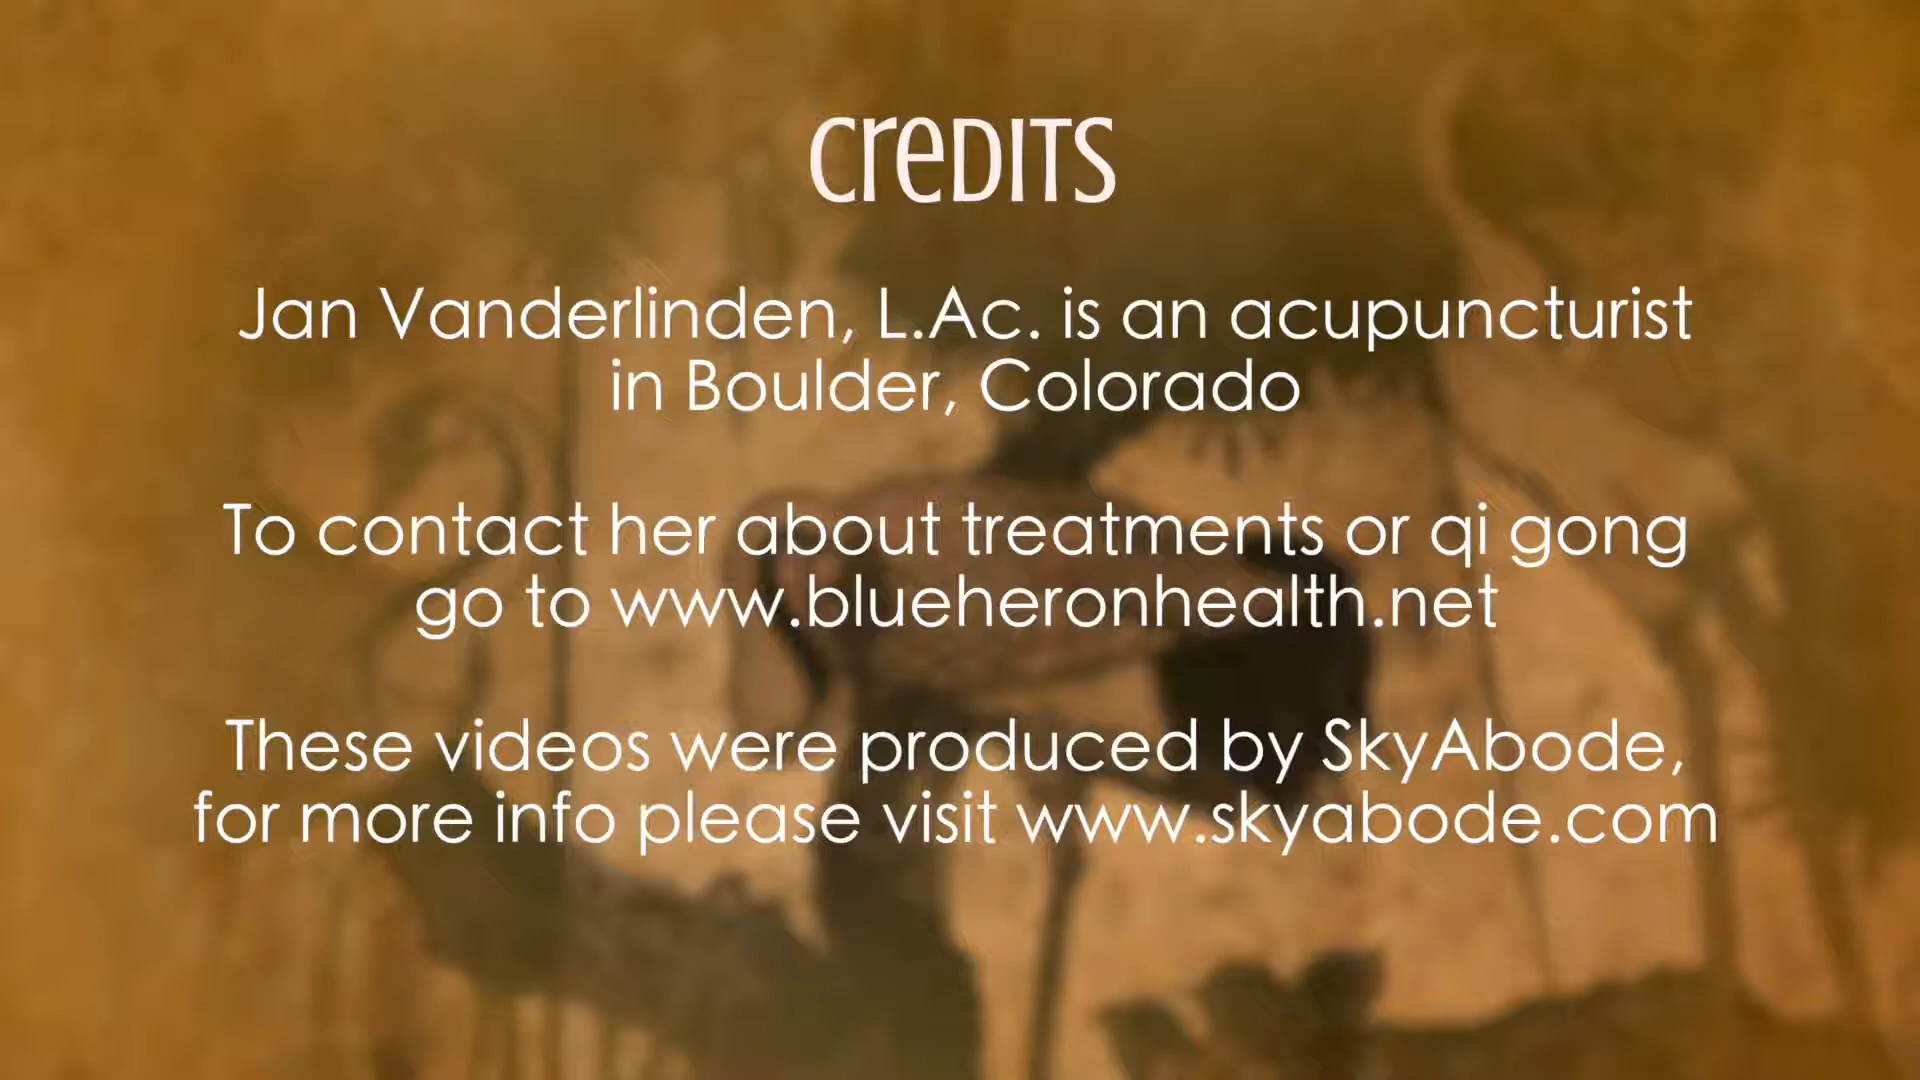 CreDITS
Jan Vanderlinden, L.Ac. is an acupuncturist
in Boulder, Colorado
To contact her about treatments or qi gong
go to www.blueheronhealth.net
These videos were produced by SkyAbode,
for more info please visit www.skyabode.com